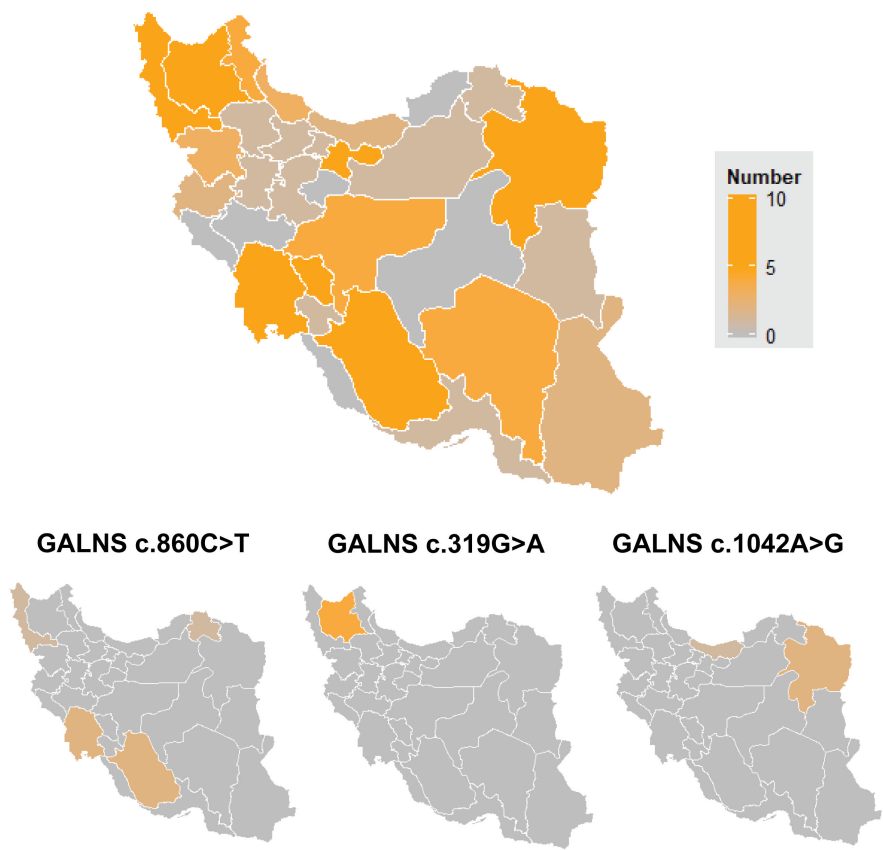 Number
10
5
0
GALNS c.860C>T
GALNS c.319G>A
GALNS c.1042A>G